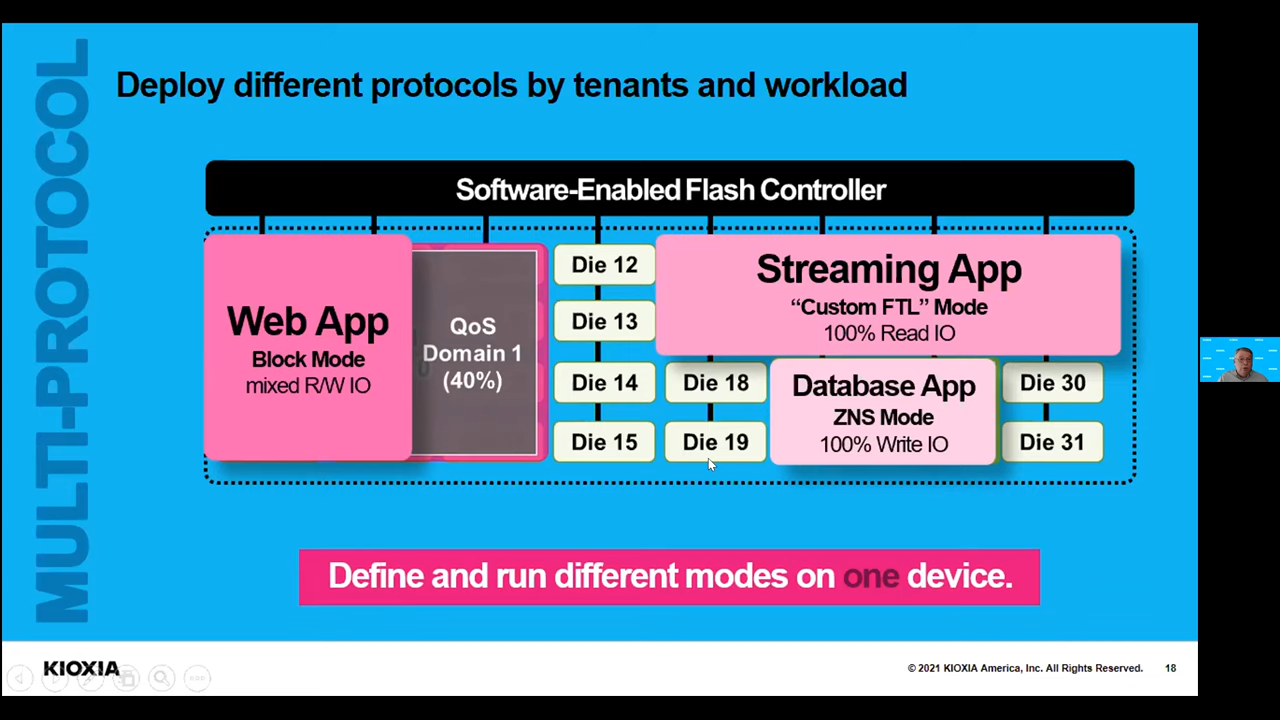 MULTI-PROTOCOL
Deploy different protocols by tenants and workload
Software-Enabled Flash Controller
Web App
Block Mode
mixed R/W IO
QoS
Domain 1
(40%)
Die 12
Die 13
Die 14
Die 15
Streaming App
“Custom FTL” Mode
100% Read IO
Die 18
Die 19
Database App
ZNS Mode
100% Write IO
Die 30
Die 31
Define and run different modes on one device.
KIOXIA
© 2021 KIOXIA America, Inc. All Rights Reserved.
18